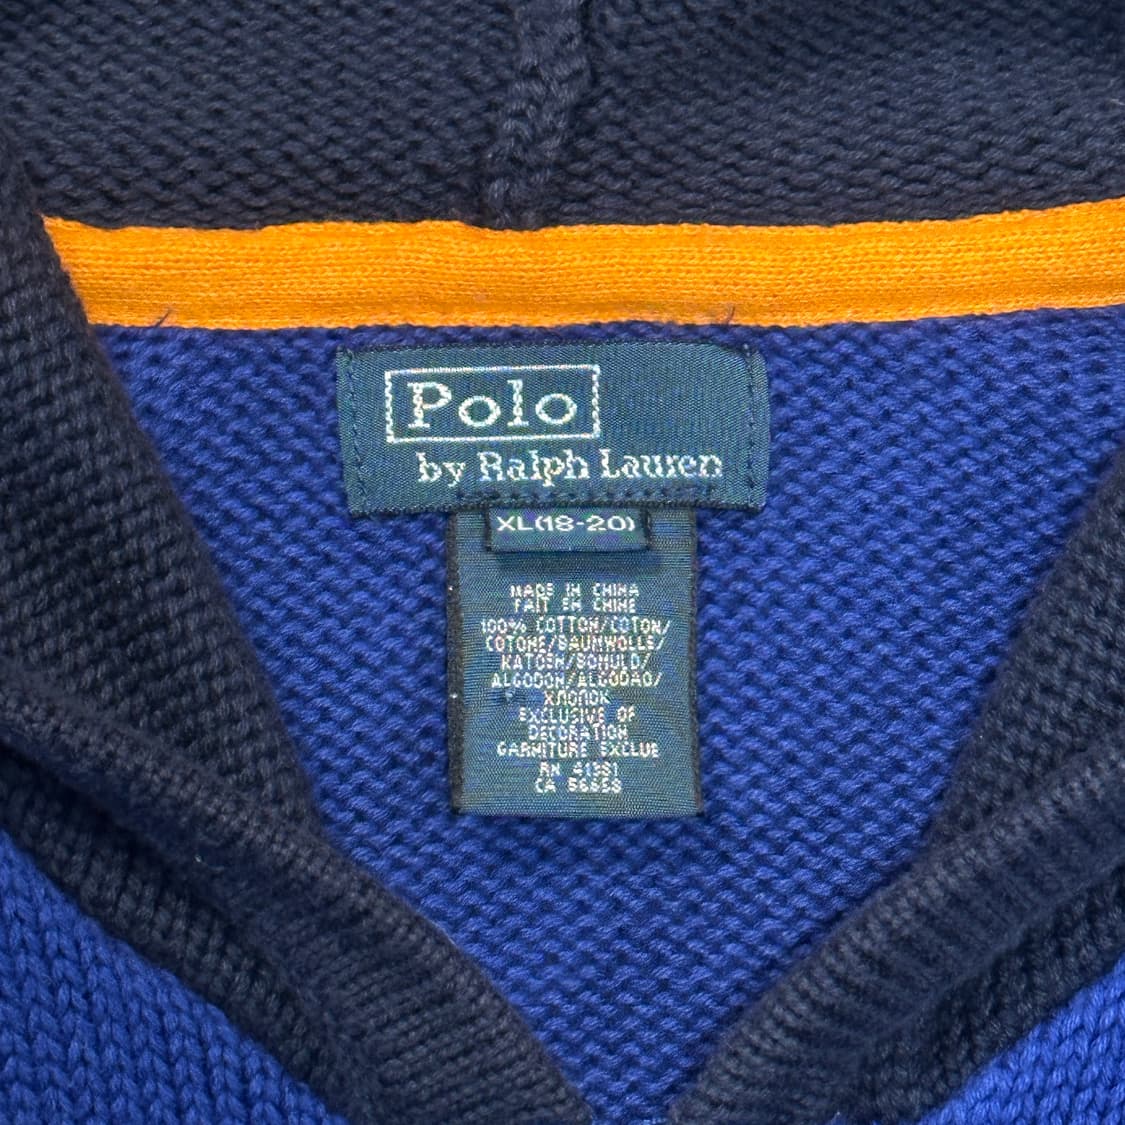 Polo
by Ralph Lauren
XL(18-20)
MADE IN CHINA
FAIT EN CHINE
100% COTTON/COTON/
COTONE/BAUMWOLLE/
KATOEN/BOMULD/
ALGODON/ALGODAO/
ХЛОПОК
EXCLUSIVE OF
DECORATION
GARNITURE EXCLUE
RN 41381
CA 56658